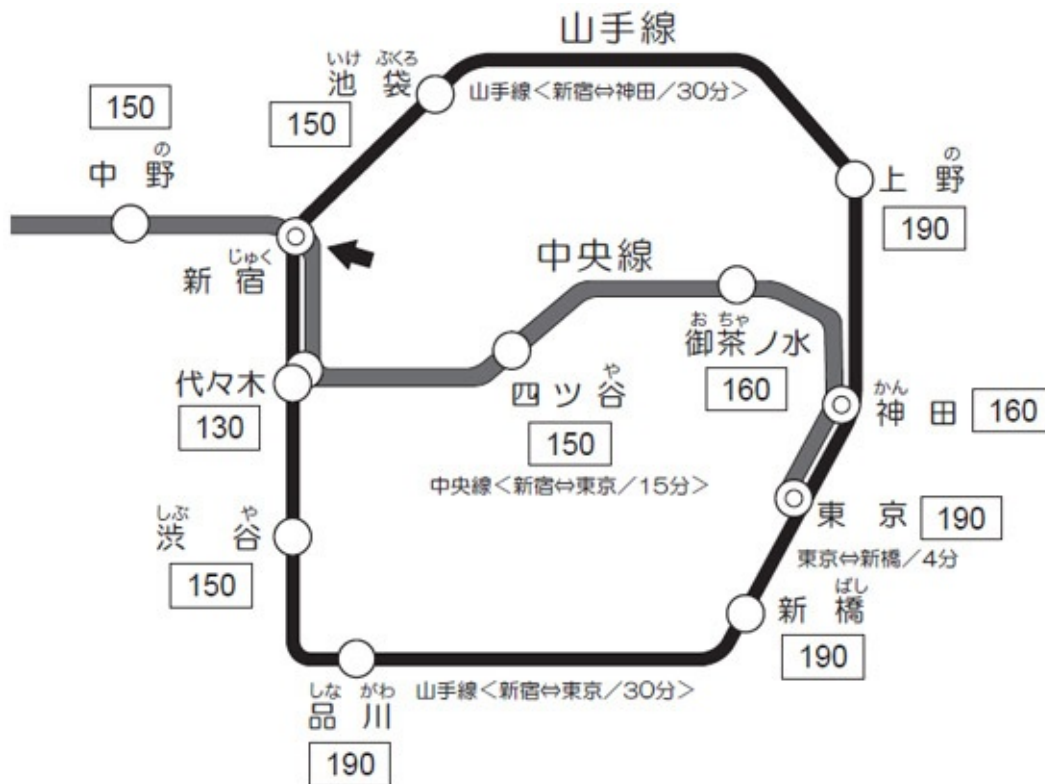 山手線
いけ ぶくろ
池袋
150
山手線＜新宿⇔神田／30分＞
150
の
中野
の
上野
190
じゅく
新宿
中央線
お ちゃ
御茶ノ水
160
代々木
130
や
四ツ谷
150
かん
神田
160
中央線＜新宿⇔東京／15分＞
東京
190
東京⇔新橋／4分
しぶ や
渋谷
150
ばし
新橋
190
山手線＜新宿⇔東京／30分＞
しな がわ
品川
190